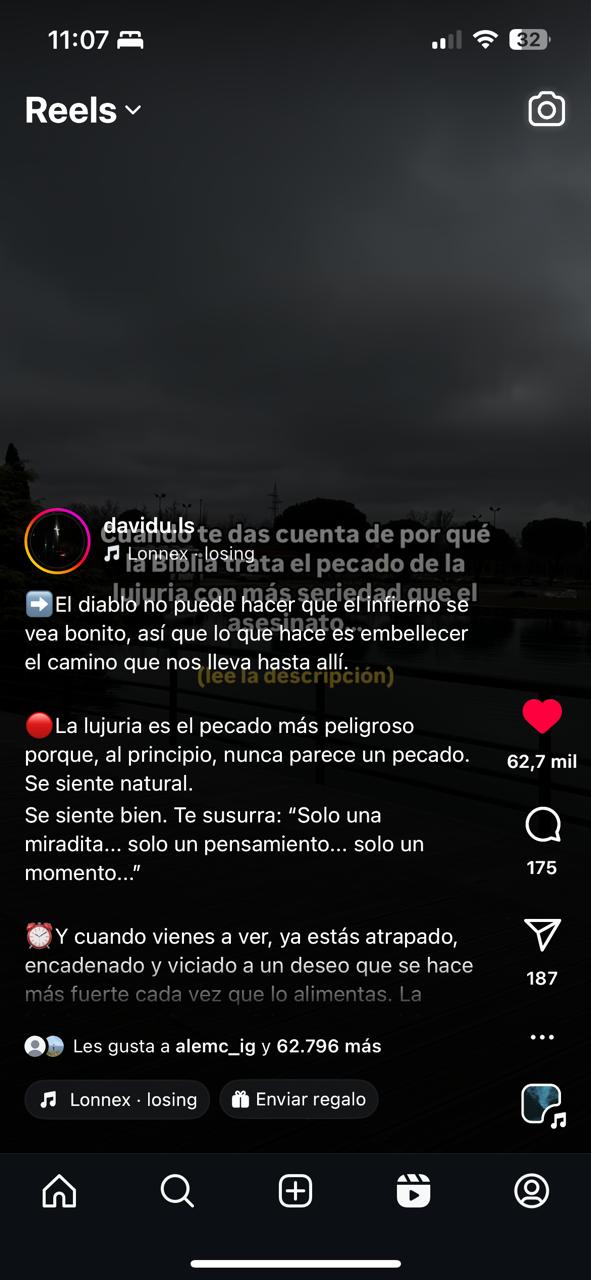 11:07
32
Reels
davidu.ls
Lonnex · losing
Cuando te das cuenta de por qué
la Biblia trata el pecado de la
lujuria con más seriedad que el
asesinato...
(lee la descripción)
➡️El diablo no puede hacer que el infierno se
vea bonito, así que lo que hace es embellecer
el camino que nos lleva hasta allí.
🔴La lujuria es el pecado más peligroso
porque, al principio, nunca parece un pecado.
Se siente natural.
Se siente bien. Te susurra: “Solo una
miradita... solo un pensamiento... solo un
momento...”
⏰Y cuando vienes a ver, ya estás atrapado,
encadenado y viciado a un deseo que se hace
más fuerte cada vez que lo alimentas. La
62,7 mil
175
187
Les gusta a alemc_ig y 62.796 más
Lonnex · losing
Enviar regalo